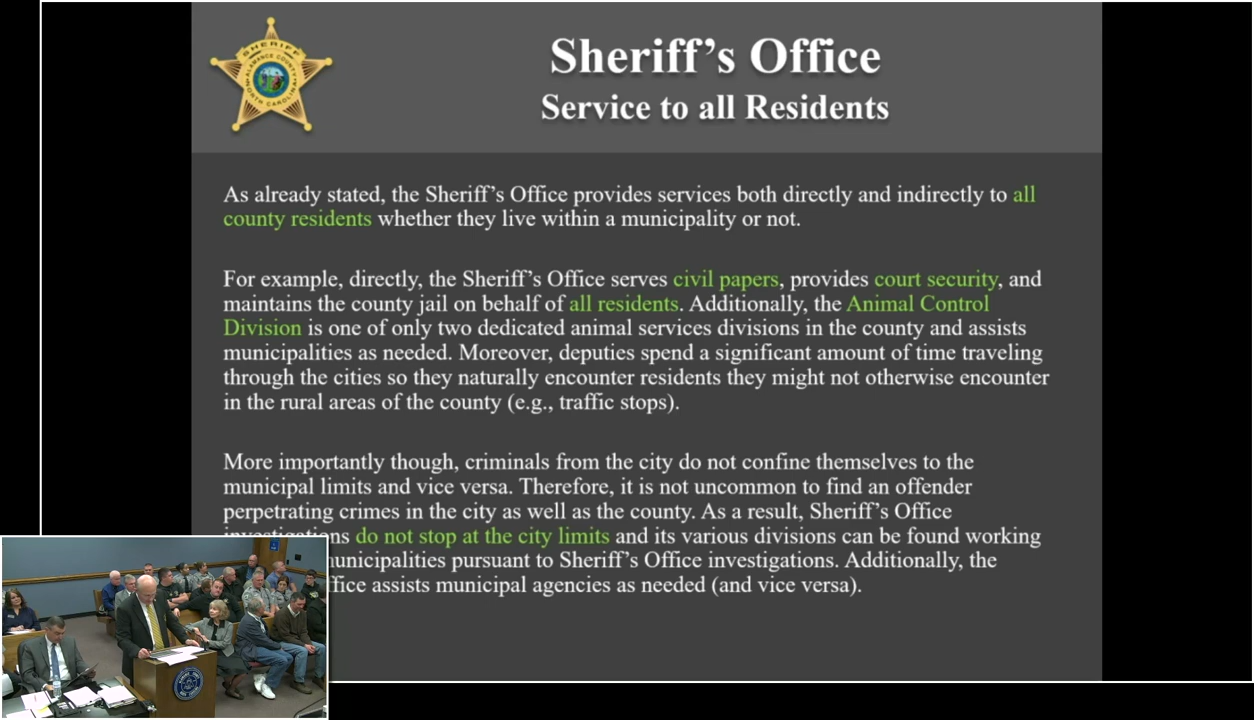 SHERIFF
ALAMANCE COUNTY
NORTH CAROLINA
Sheriff’s Office
Service to all Residents
As already stated, the Sheriff’s Office provides services both directly and indirectly to all
county residents whether they live within a municipality or not.
For example, directly, the Sheriff’s Office serves civil papers, provides court security, and
maintains the county jail on behalf of all residents. Additionally, the Animal Control
Division is one of only two dedicated animal services divisions in the county and assists
municipalities as needed. Moreover, deputies spend a significant amount of time traveling
through the cities so they naturally encounter residents they might not otherwise encounter
in the rural areas of the county (e.g., traffic stops).
More importantly though, criminals from the city do not confine themselves to the
municipal limits and vice versa. Therefore, it is not uncommon to find an offender
perpetrating crimes in the city as well as the county. As a result, Sheriff’s Office
investigations do not stop at the city limits and its various divisions can be found working
unicipalities pursuant to Sheriff’s Office investigations. Additionally, the
fice assists municipal agencies as needed (and vice versa).